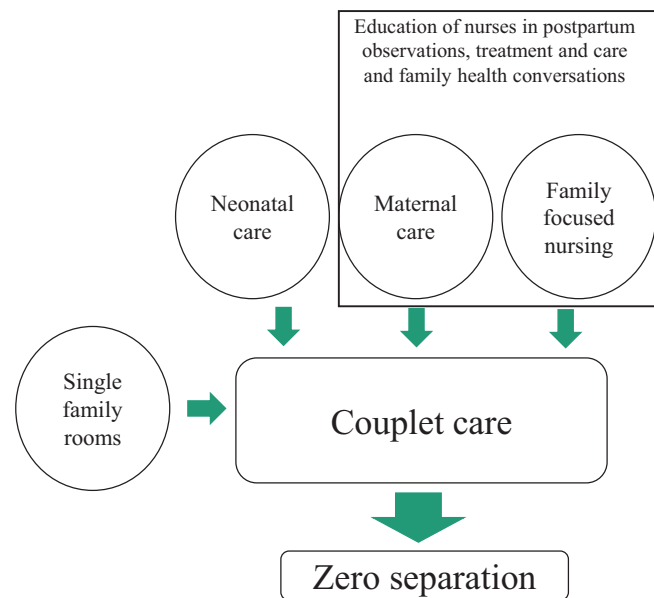 Education of nurses in postpartum
observations, treatment and care
and family health conversations
Neonatal
care
Maternal
care
Family
focused
nursing
Single
family
rooms
Couplet care
Zero separation